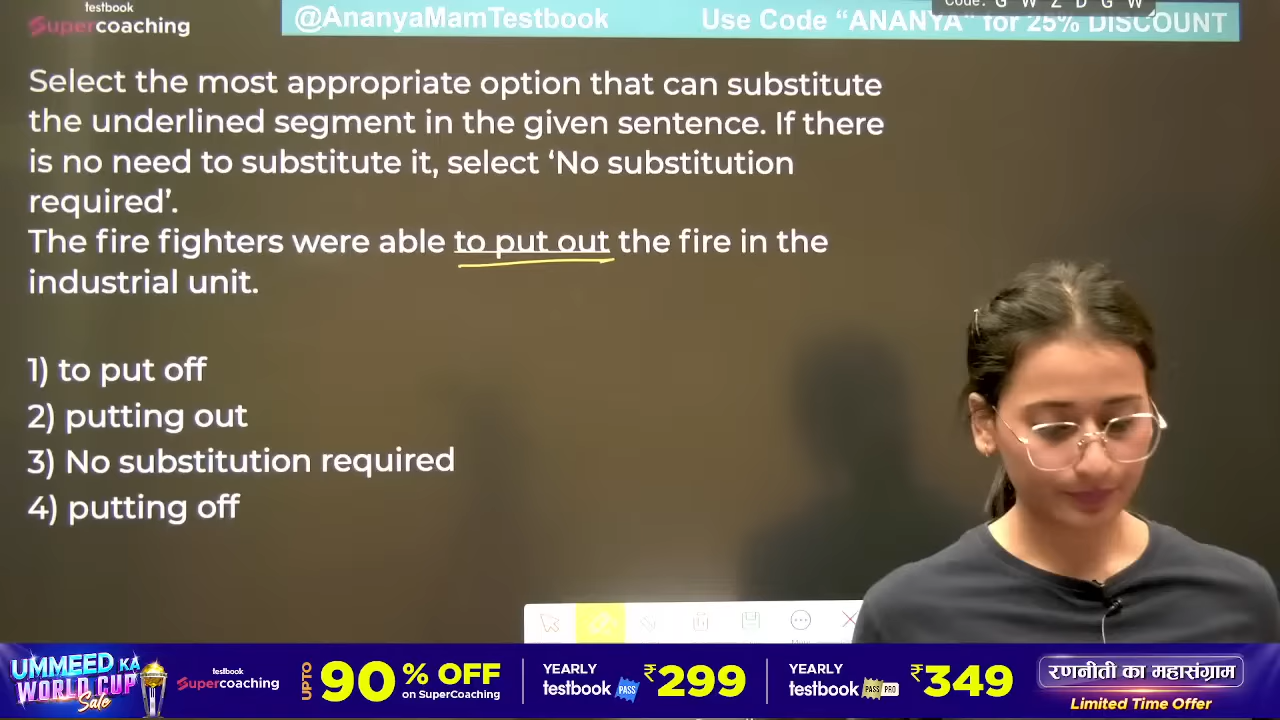 testbook
Supercoaching
@AnanyaMamTestbook
Use Code “ANANYA” for 25% DISCOUNT
Code: G W Z D G W
Select the most appropriate option that can substitute
the underlined segment in the given sentence. If there
is no need to substitute it, select ‘No substitution
required’.
The fire fighters were able to put out the fire in the
industrial unit.
1) to put off
2) putting out
3) No substitution required
4) putting off
UMMEED KA
WORLD CUP
Sale
testbook
Supercoaching
UPTO 90% OFF
on SuperCoaching
YEARLY
testbook PASS
₹299
YEARLY
testbook PASS PRO
₹349
रणनीती का महासंग्राम
Limited Time Offer